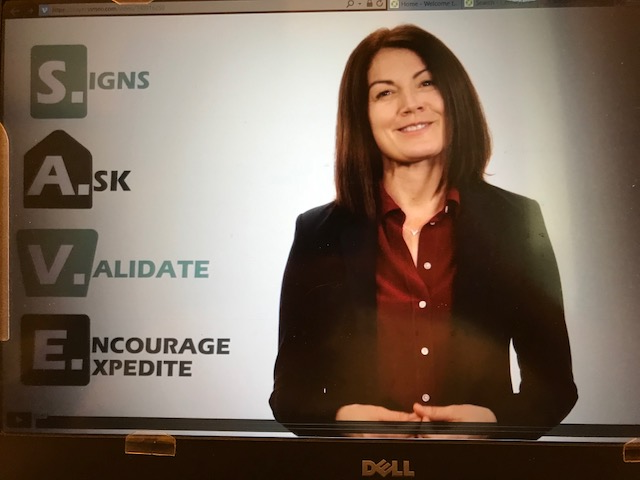 S.IGNS
A.SK
V.ALIDATE
E.NCOURAGE
XPEDITE
DELL